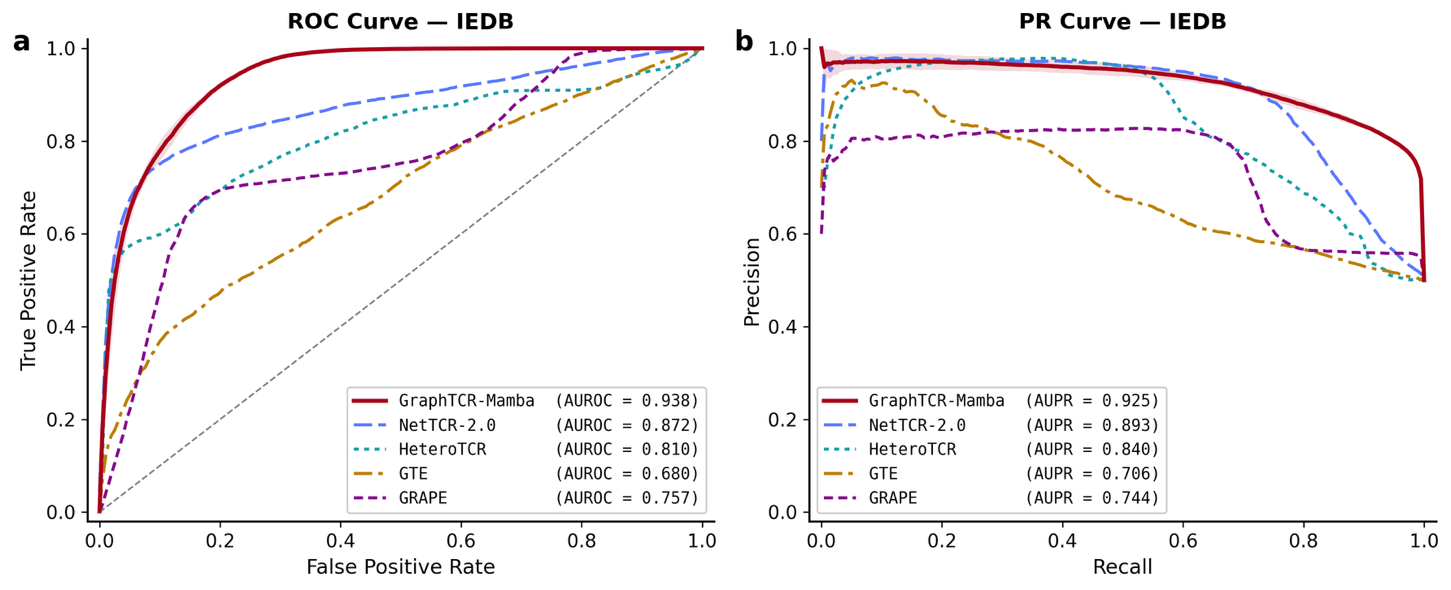 a
ROC Curve — IEDB
True Positive Rate
1.0
0.8
0.6
0.4
0.2
0.0
GraphTCR-Mamba (AUROC = 0.938)
NetTCR-2.0 (AUROC = 0.872)
HeteroTCR (AUROC = 0.810)
GTE (AUROC = 0.680)
GRAPE (AUROC = 0.757)
0.0 0.2 0.4 0.6 0.8 1.0
False Positive Rate
b
PR Curve — IEDB
Precision
1.0
0.8
0.6
0.4
0.2
0.0
GraphTCR-Mamba (AUPR = 0.925)
NetTCR-2.0 (AUPR = 0.893)
HeteroTCR (AUPR = 0.840)
GTE (AUPR = 0.706)
GRAPE (AUPR = 0.744)
0.0 0.2 0.4 0.6 0.8 1.0
Recall